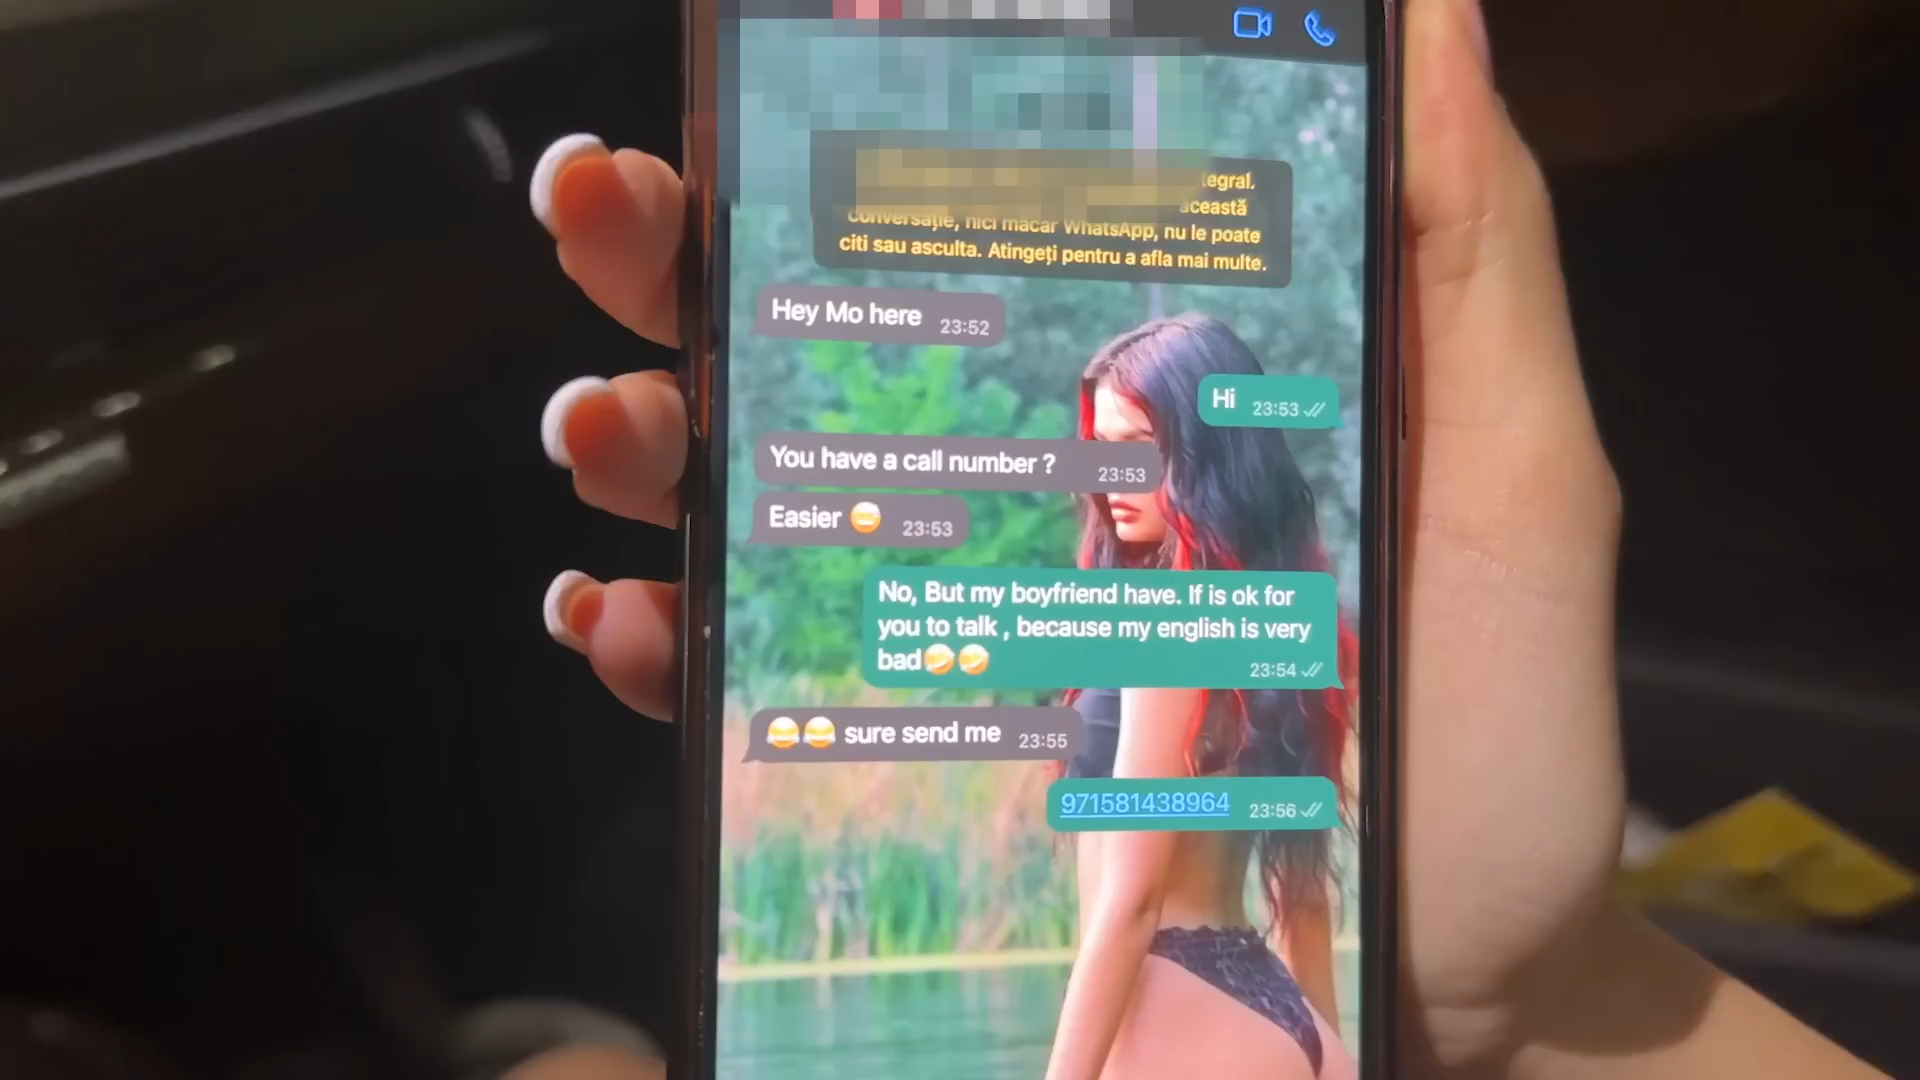 tegral.
această
conversație, nici măcar WhatsApp, nu le poate
citi sau asculta. Atingeți pentru a afla mai multe.
Hey Mo here 23:52
Hi 23:53
You have a call number ? 23:53
Easier 😅 23:53
No, But my boyfriend have. If is ok for
you to talk , because my english is very
bad🤣🤣 23:54
😂😂 sure send me 23:55
971581438964 23:56